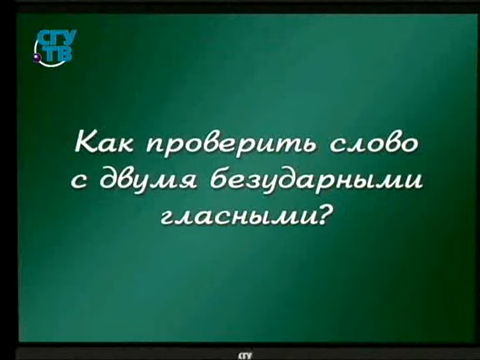 СГУ
ТВ
Как проверить слово
с двумя безударными
гласными?
СГУ